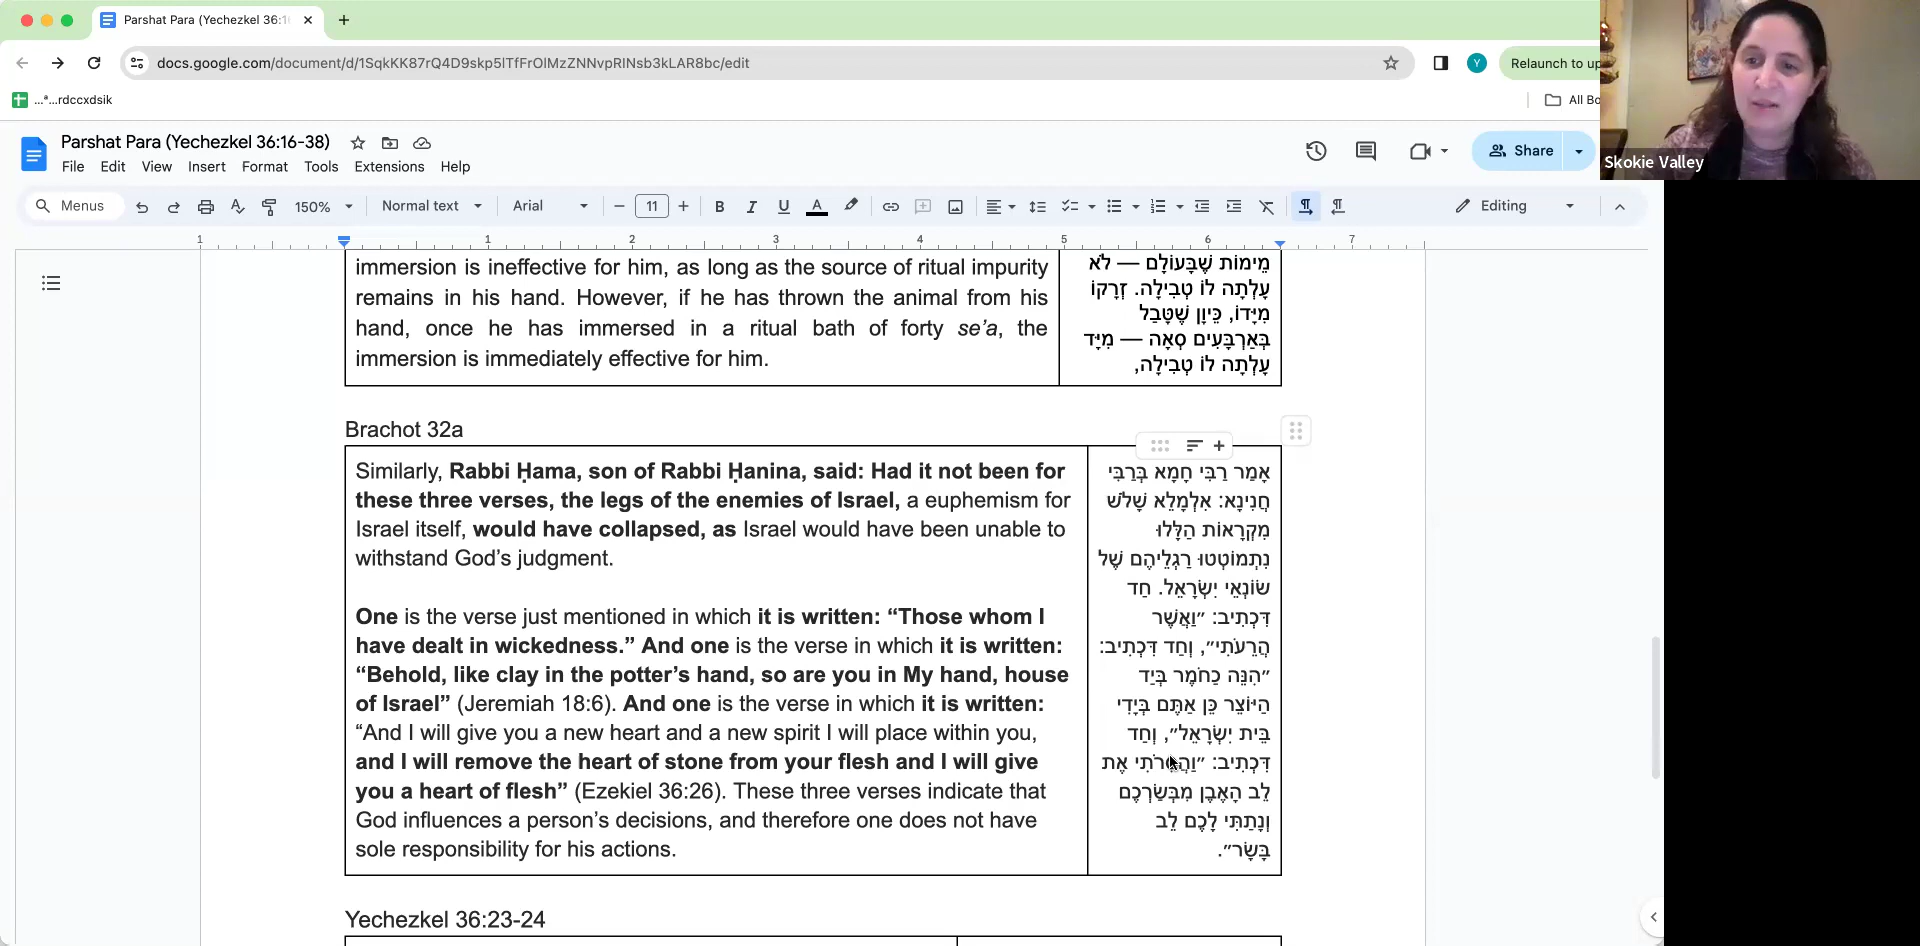 Parshat Para (Yechezkel 36:1
docs.google.com/document/d/1SqkKK87rQ4D9skp5ITfFrOIMzZNNvpRINsb3kLAR8bc/edit
Relaunch to up
...ª...rdccxdsik
All Bo
Parshat Para (Yechezkel 36:16-38)
File Edit View Insert Format Tools Extensions Help
Share
Skokie Valley
Menus
150%
Normal text
Arial
11
Editing
1 1 2 3 4 5 6 7
immersion is ineffective for him, as long as the source of ritual impurity
remains in his hand. However, if he has thrown the animal from his
hand, once he has immersed in a ritual bath of forty se’a, the
immersion is immediately effective for him.
מֵימוֹת שֶׁבָּעוֹלָם — לֹא
עָלְתָה לוֹ טְבִילָה. זְרָקוֹ
מִיָּדוֹ, כֵּיוָן שֶׁטָּבַל
בְּאַרְבָּעִים סְאָה — מִיָּד
עָלְתָה לוֹ טְבִילָה,
Brachot 32a
Similarly, Rabbi Ḥama, son of Rabbi Ḥanina, said: Had it not been for
these three verses, the legs of the enemies of Israel, a euphemism for
Israel itself, would have collapsed, as Israel would have been unable to
withstand God’s judgment.
One is the verse just mentioned in which it is written: “Those whom I
have dealt in wickedness.” And one is the verse in which it is written:
“Behold, like clay in the potter’s hand, so are you in My hand, house
of Israel” (Jeremiah 18:6). And one is the verse in which it is written:
“And I will give you a new heart and a new spirit I will place within you,
and I will remove the heart of stone from your flesh and I will give
you a heart of flesh” (Ezekiel 36:26). These three verses indicate that
God influences a person’s decisions, and therefore one does not have
sole responsibility for his actions.
אָמַר רַבִּי חָמָא בְּרַבִּי
חֲנִינָא: אִלְמָלֵא שָׁלֹשׁ
מִקְרָאוֹת הַלָּלוּ
נִתְמוֹטְטוּ רַגְלֵיהֶם שֶׁל
שׂוֹנְאֵי יִשְׂרָאֵל. חַד
דִּכְתִיב: ״וַאֲשֶׁר
הֲרֵעֹתִי״, וְחַד דִּכְתִיב:
״הִנֵּה כַחֹמֶר בְּיַד
הַיּוֹצֵר כֵּן אַתֶּם בְּיָדִי
בֵּית יִשְׂרָאֵל״, וְחַד
דִּכְתִיב: ״וַהֲסִרֹתִי אֶת
לֵב הָאֶבֶן מִבְּשַׂרְכֶם
וְנָתַתִּי לָכֶם לֵב
בָּשָׂר״.
Yechezkel 36:23-24